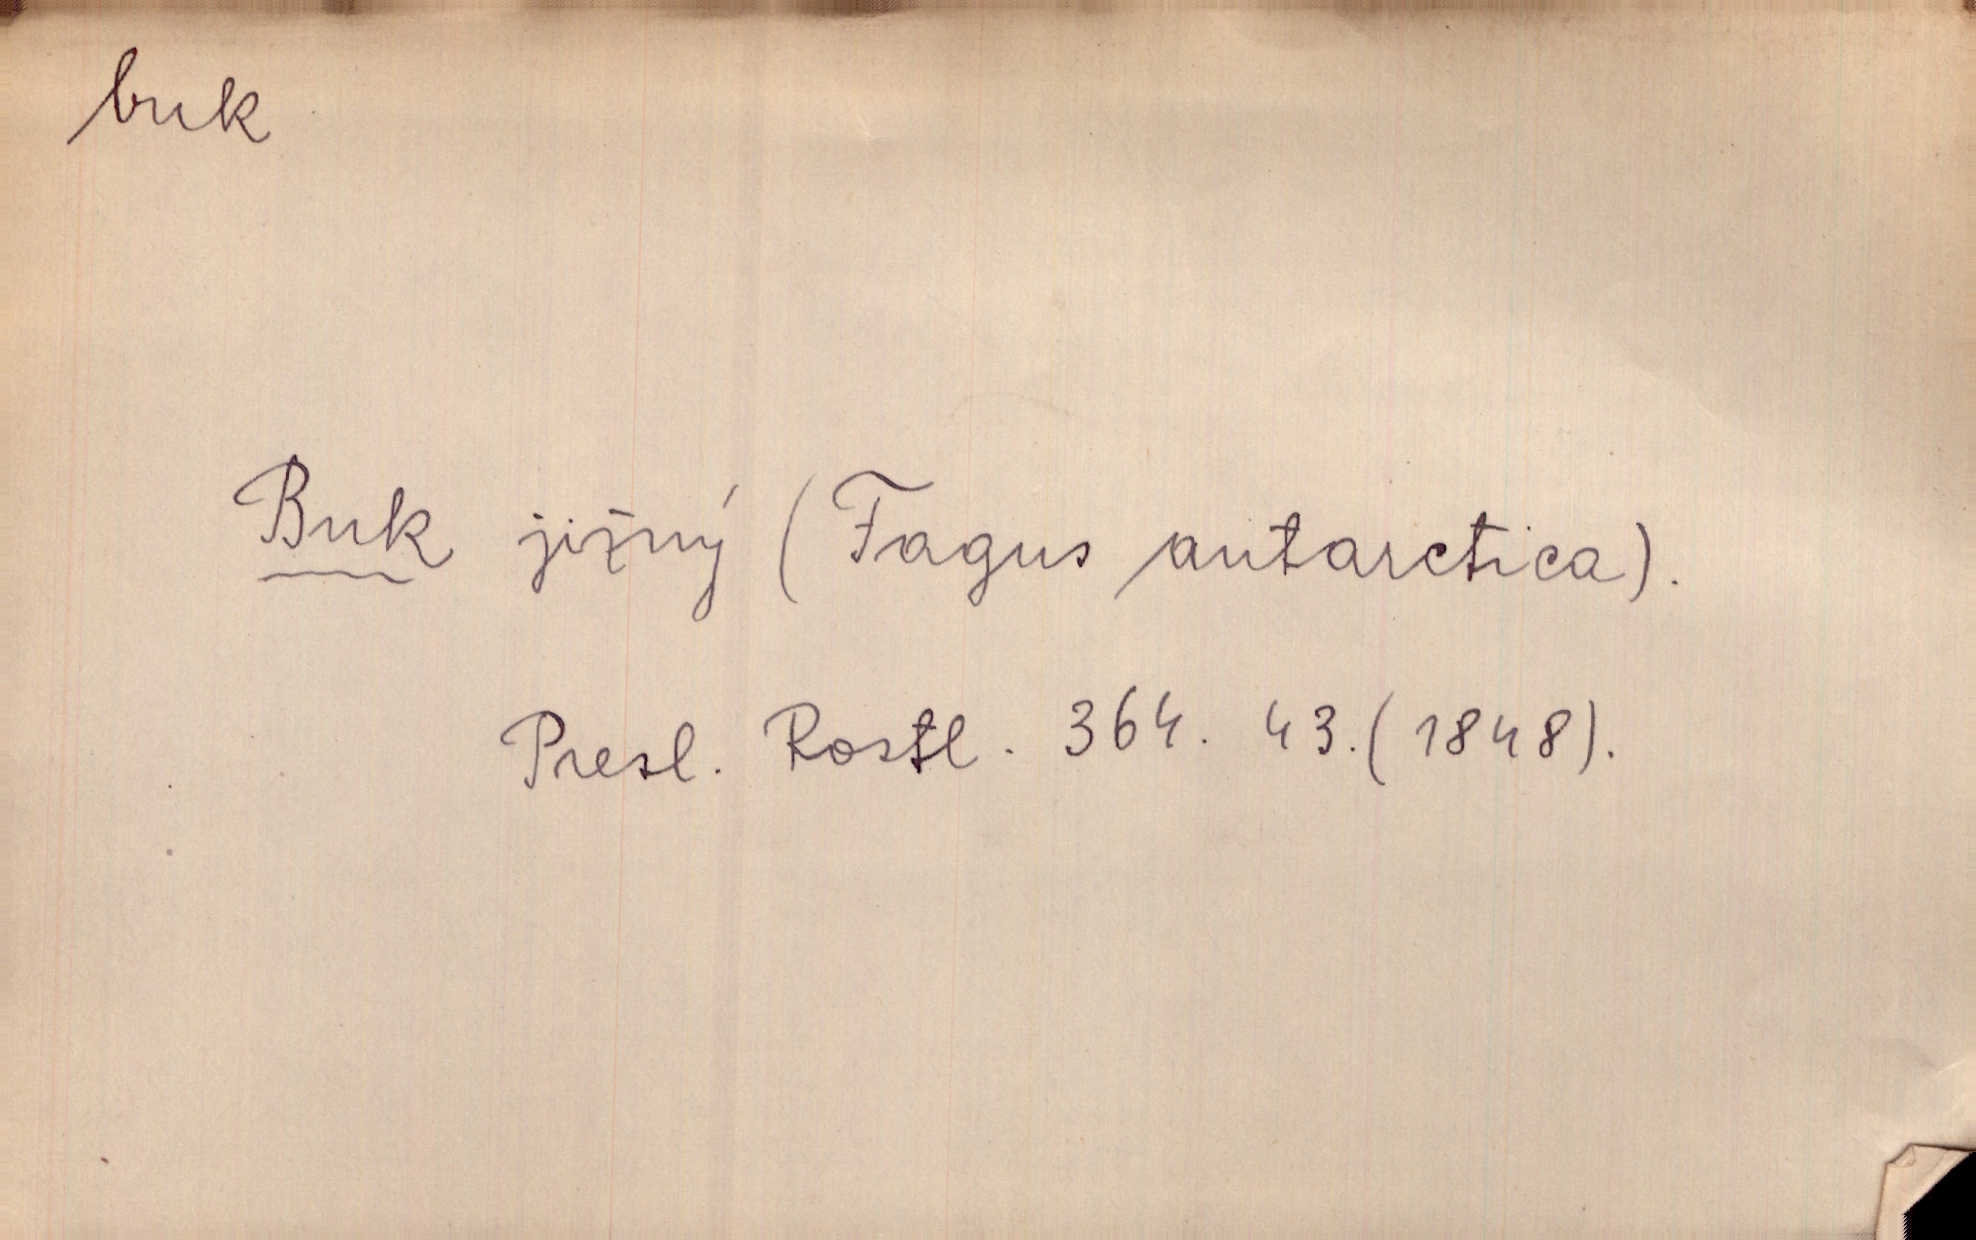 buk
Buk jižný (Fagus antarctica).
Presl. Rostl. 364. 43. (1848).